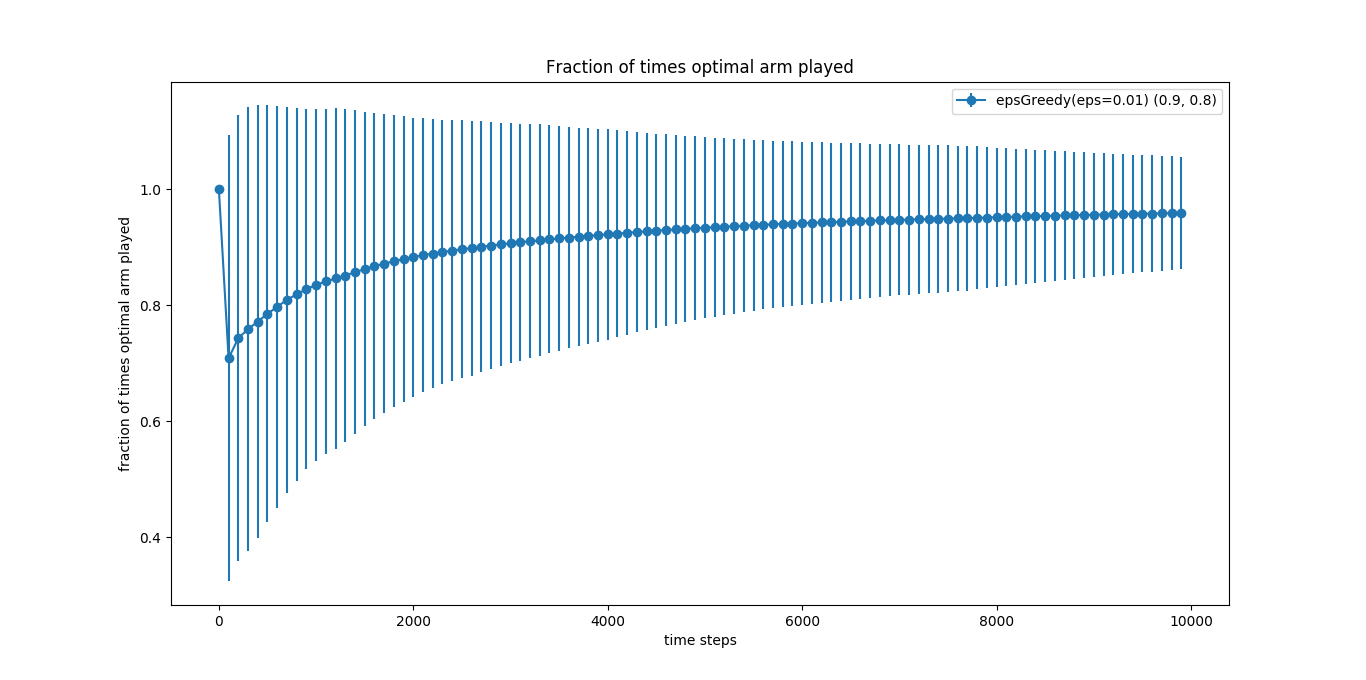 Fraction of times optimal arm played
epsGreedy(eps=0.01) (0.9, 0.8)
fraction of times optimal arm played
1.0
0.8
0.6
0.4
0
2000
4000
6000
8000
10000
time steps